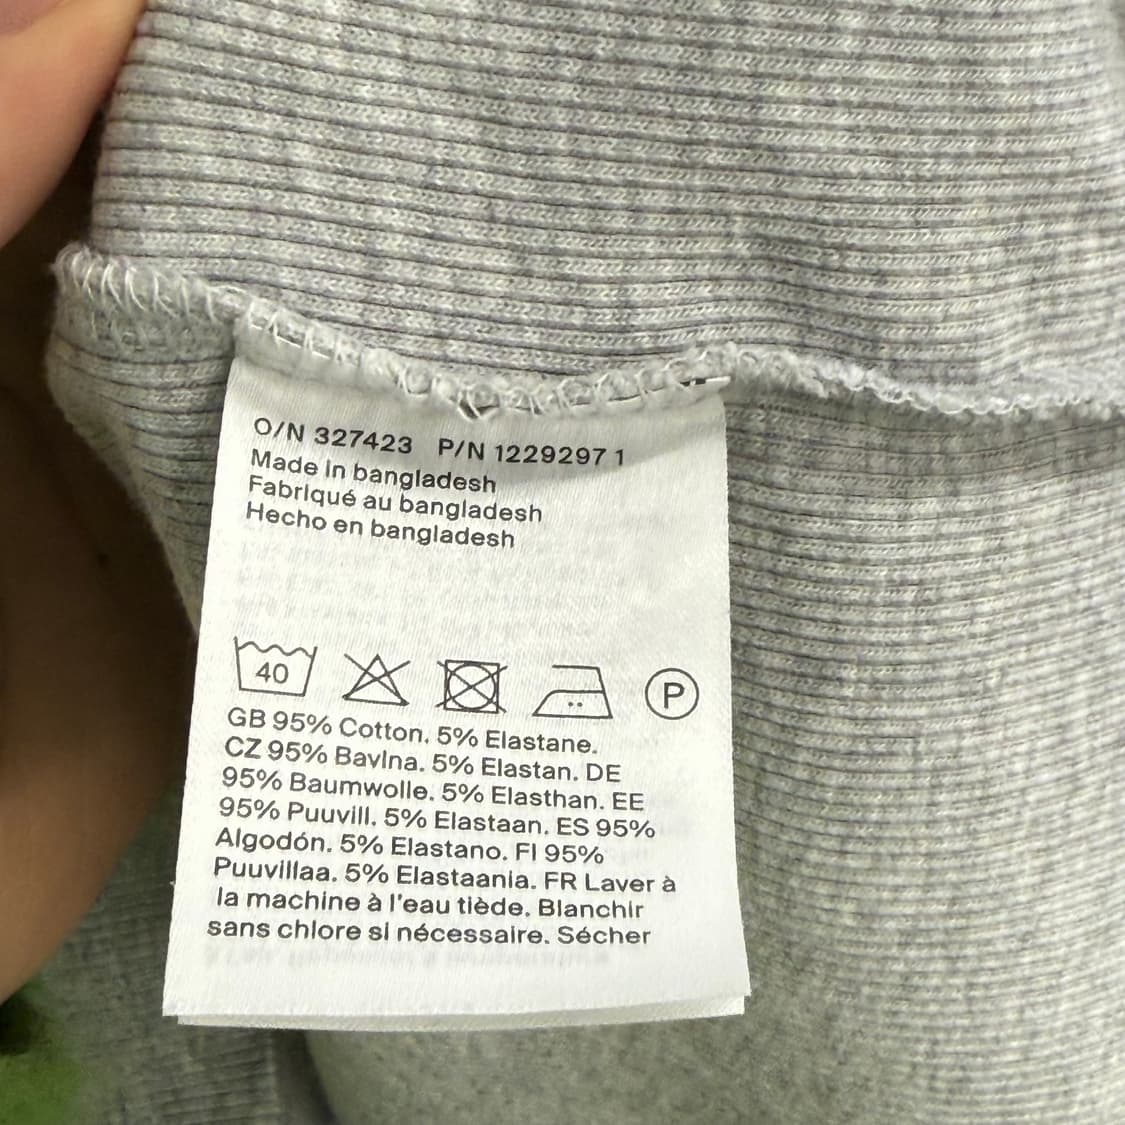 O/N 327423 P/N 1229297 1
Made in bangladesh
Fabriqué au bangladesh
Hecho en bangladesh
40
P
GB 95% Cotton. 5% Elastane.
CZ 95% Bavlna. 5% Elastan. DE
95% Baumwolle. 5% Elasthan. EE
95% Puuvill. 5% Elastaan. ES 95%
Algodón. 5% Elastano. FI 95%
Puuvillaa. 5% Elastaania. FR Laver à
la machine à l'eau tiède. Blanchir
sans chlore si nécessaire. Sécher